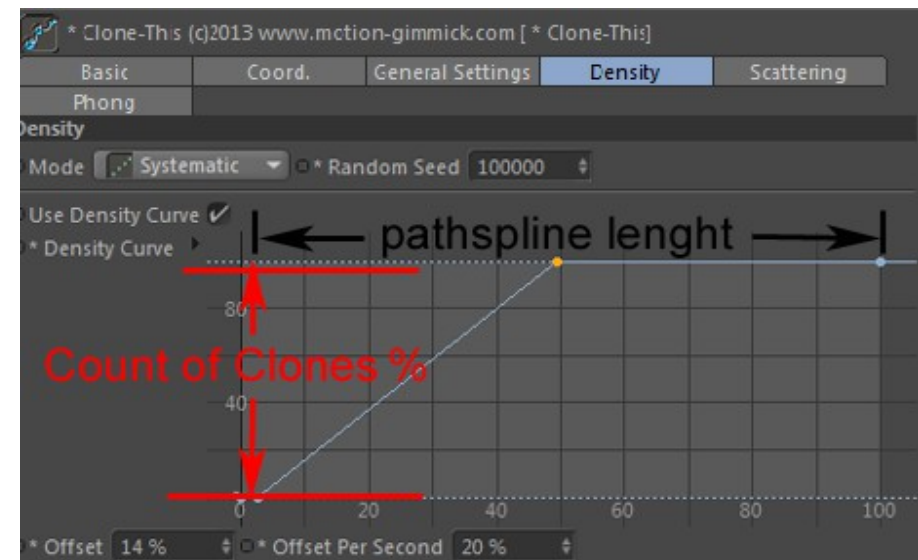 * Clone-This (c)2013 www.mction-gimmick.com [ * Clone-This]
Basic Coord. General Settings Density Scattering
Phong
Density
Mode Systematic * Random Seed 100000
Use Density Curve
pathspline lenght
* Density Curve
80
Count of Clones %
40
0 20 40 60 80 100
* Offset 14 % * Offset Per Second 20 %